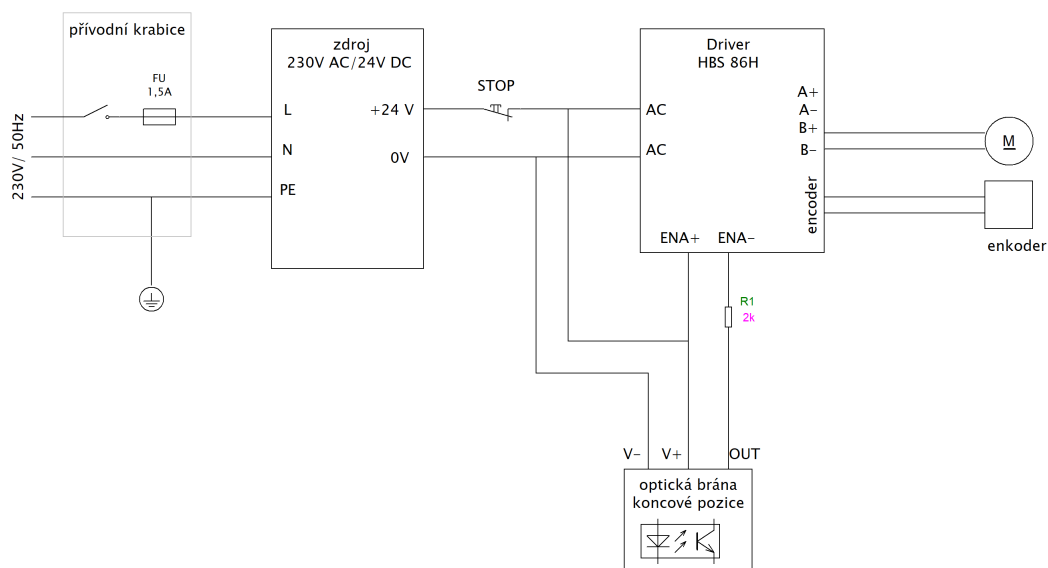 přívodní krabice
FU
1,5A
230V/ 50Hz
zdroj
230V AC/24V DC
L
N
PE
+24 V
0V
STOP
Driver
HBS 86H
AC
AC
A+
A-
B+
B-
encoder
ENA+
ENA-
M
enkoder
R1
2k
V-
V+
OUT
optická brána
koncové pozice